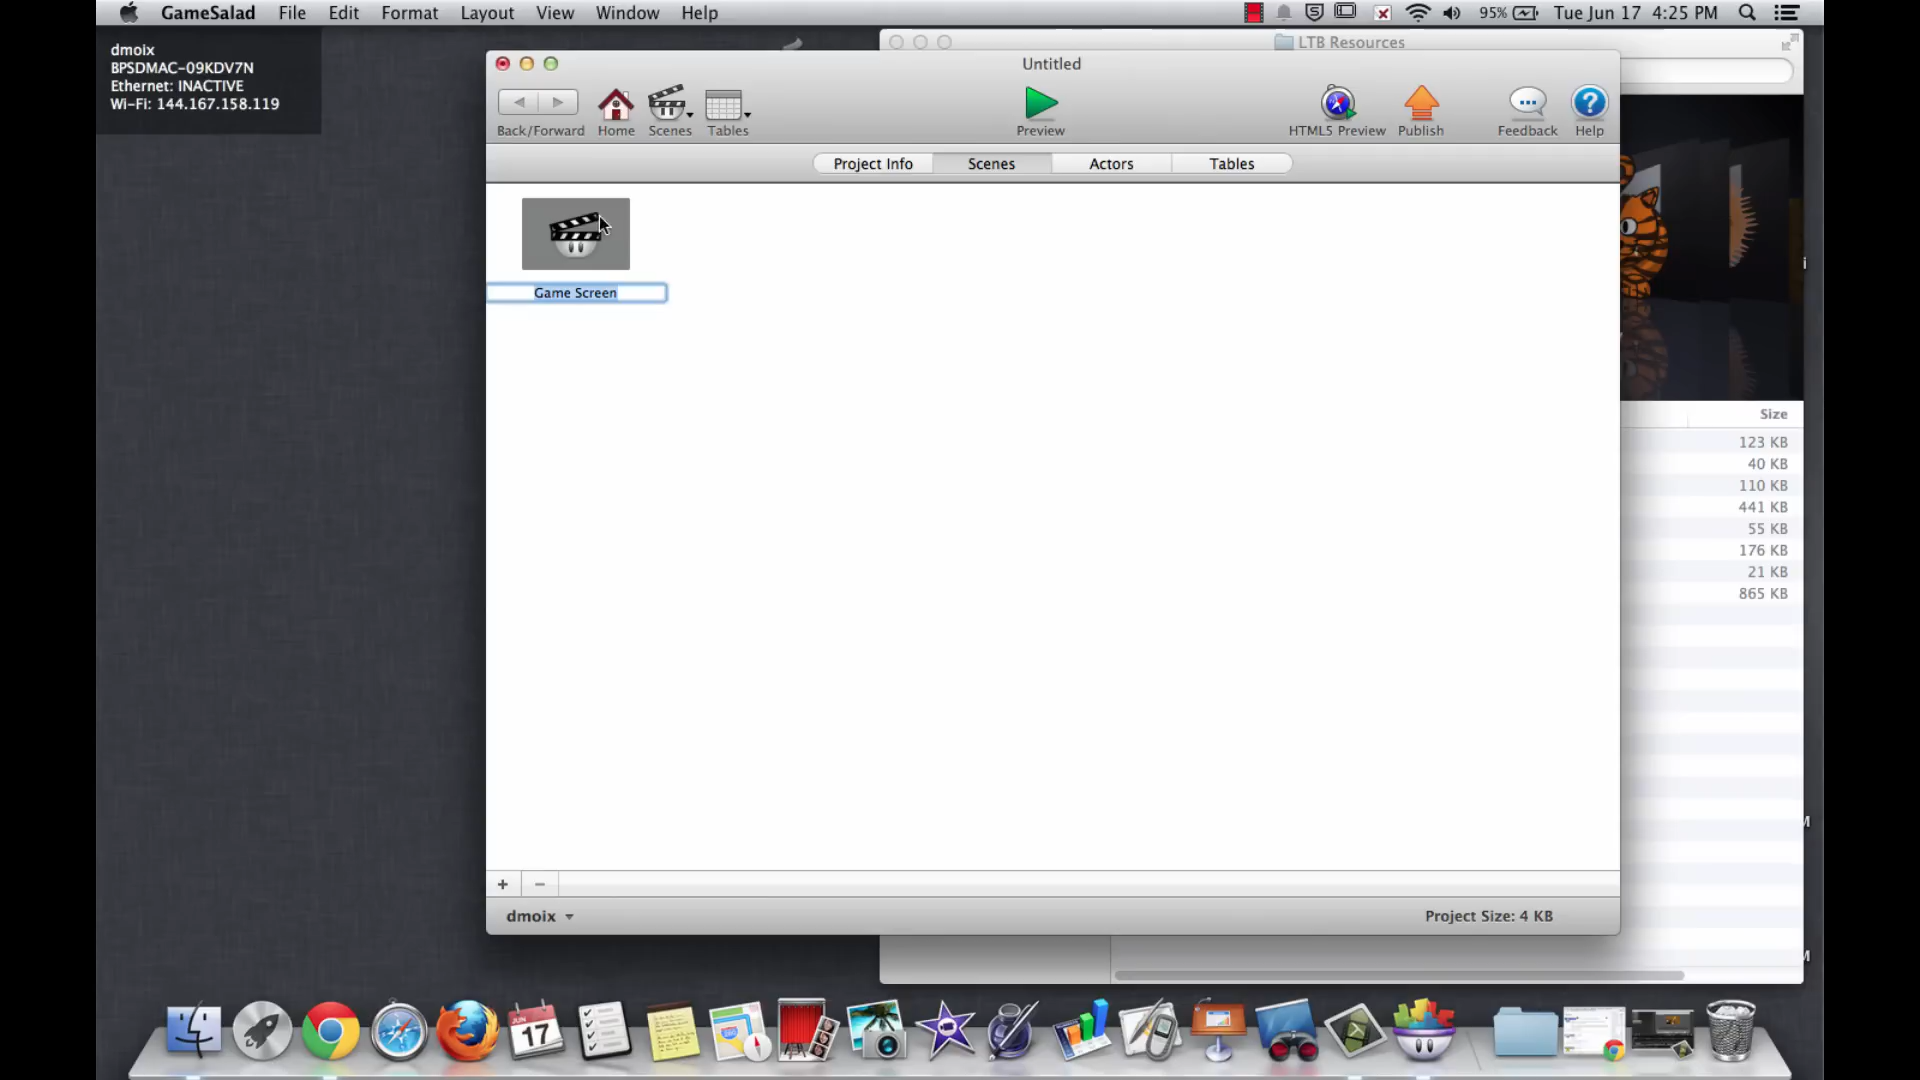 GameSalad File Edit Format Layout View Window Help
95% Tue Jun 17 4:25 PM
dmoix
BPSDMAC-09KDV7N
Ethernet: INACTIVE
Wi-Fi: 144.167.158.119
LTB Resources
Untitled
Back/Forward Home Scenes Tables Preview HTML5 Preview Publish Feedback Help
Project Info Scenes Actors Tables
Game Screen
Size
123 KB
40 KB
110 KB
441 KB
55 KB
176 KB
21 KB
865 KB
+ −
dmoix Project Size: 4 KB
JUN
17